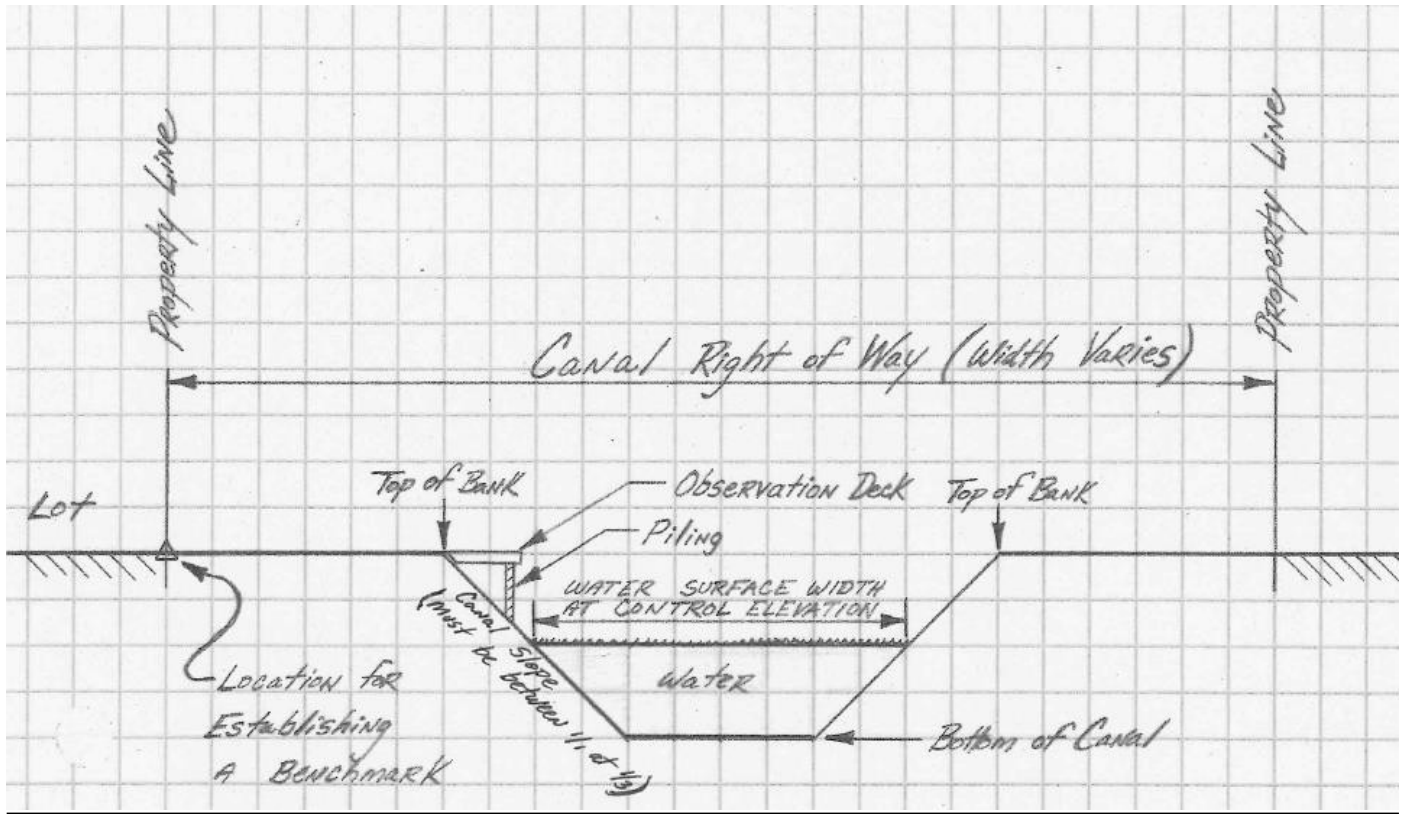 Property Line
Property Line
Canal Right of Way (Width Varies)
Top of Bank
Observation Deck
Top of Bank
Lot
Piling
WATER SURFACE WIDTH
AT CONTROL ELEVATION
Canal Slope
(must be between 1/1 at 1/3)
Water
Location for
Establishing
A Benchmark
Bottom of Canal